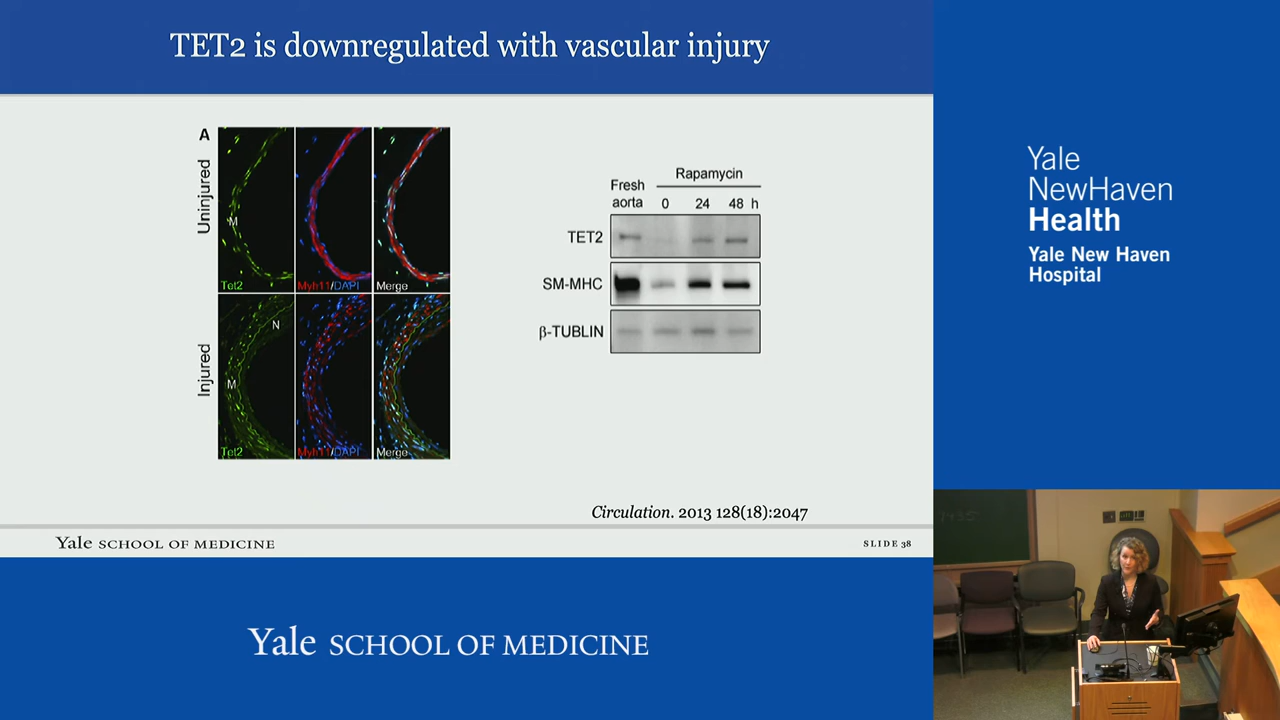 TET2 is downregulated with vascular injury
A
Uninjured
M
Tet2
Myh11/DAPI
Merge
Injured
N
M
Tet2
Myh11/DAPI
Merge
Rapamycin
Fresh
aorta
0 24 48 h
TET2
SM-MHC
β-TUBLIN
Circulation. 2013 128(18):2047
Yale SCHOOL OF MEDICINE
SLIDE 38
Yale SCHOOL OF MEDICINE
Yale
NewHaven
Health
Yale New Haven
Hospital